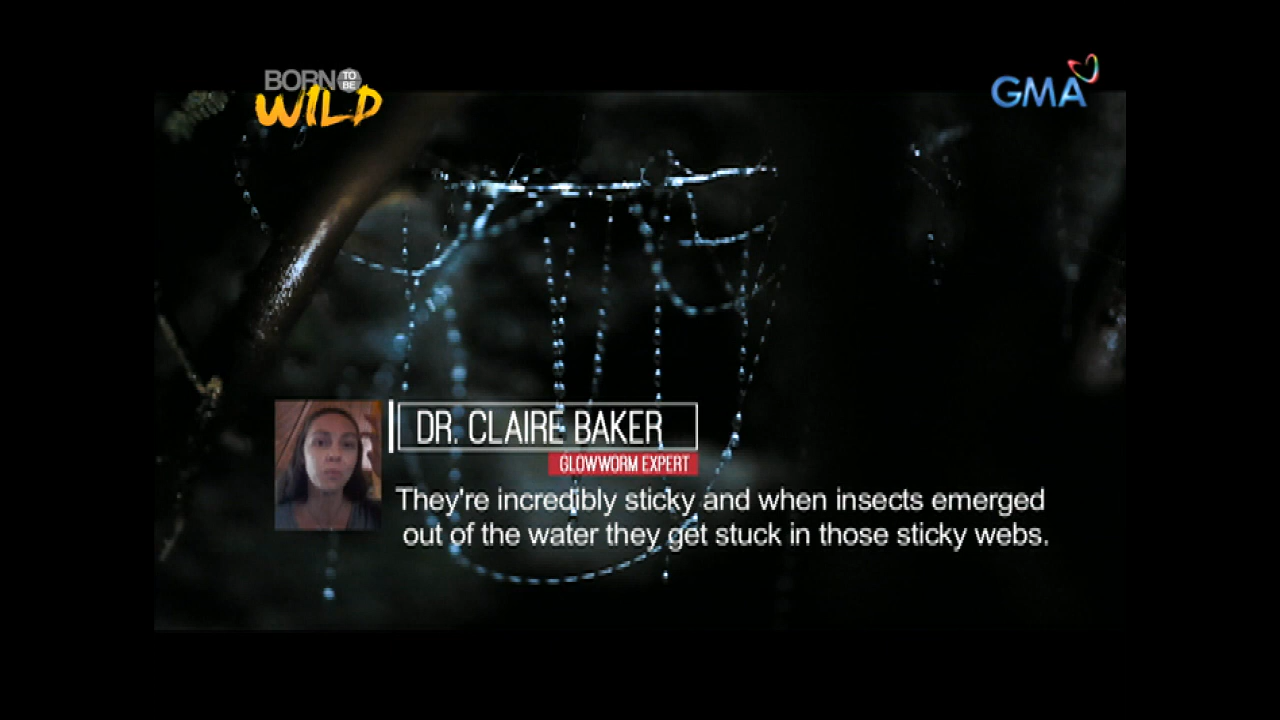 BORN TO BE
WILD
GMA
DR. CLAIRE BAKER
GLOWWORM EXPERT
They're incredibly sticky and when insects emerged
out of the water they get stuck in those sticky webs.